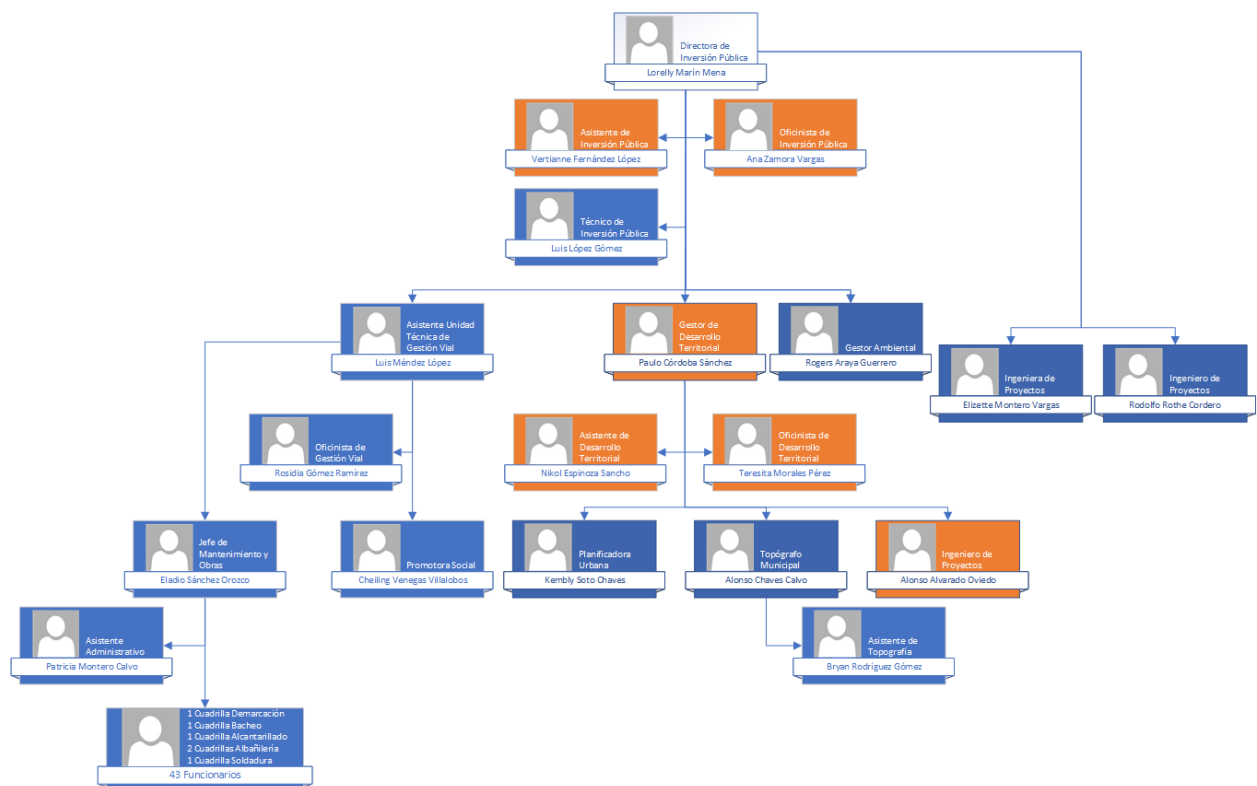 Directora de
Inversión Pública
Lorelly Marín Mena
Asistente de
Inversión Pública
Vertianne Fernández López
Oficinista de
Inversión Pública
Ana Zamora Vargas
Técnico de
Inversión Pública
Luis López Gómez
Asistente Unidad
Técnica de
Gestión Vial
Luis Méndez López
Gestor de
Desarrollo
Territorial
Paulo Córdoba Sánchez
Gestor Ambiental
Rogers Araya Guerrero
Ingeniera de
Proyectos
Elizette Montero Vargas
Ingeniero de
Proyectos
Rodolfo Rothe Cordero
Oficinista de
Gestión Vial
Rosidia Gómez Ramírez
Asistente de
Desarrollo
Territorial
Nikol Espinoza Sancho
Oficinista de
Desarrollo
Territorial
Teresita Morales Pérez
Jefe de
Mantenimiento y
Obras
Eladio Sánchez Orozco
Promotora Social
Cheiling Venegas Villalobos
Planificadora
Urbana
Kembly Soto Chaves
Topógrafo
Municipal
Alonso Chaves Calvo
Ingeniero de
Proyectos
Alonso Alvarado Oviedo
Asistente
Administrativo
Patricia Montero Calvo
Asistente de
Topografía
Bryan Rodríguez Gómez
1 Cuadrilla Demarcación
1 Cuadrilla Bacheo
1 Cuadrilla Alcantarillado
2 Cuadrillas Albañilería
1 Cuadrilla Soldadura
43 Funcionarios